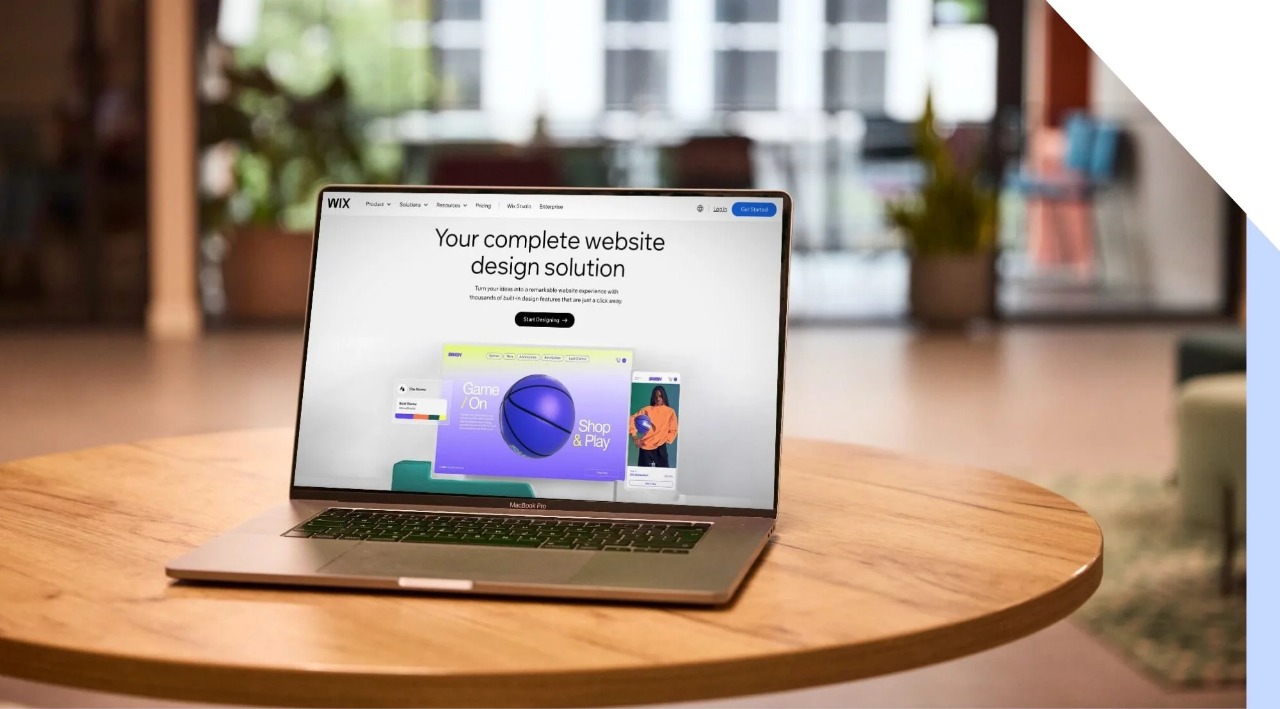 WIX
Product Solutions Resources Pricing Wix Studio Enterprise
Log In
Get Started
Your complete website
design solution
Turn your ideas into a remarkable website experience with
thousands of built-in design features that are just a click away.
Start Designing →
Game
/ On
Shop
& Play
MacBook Pro